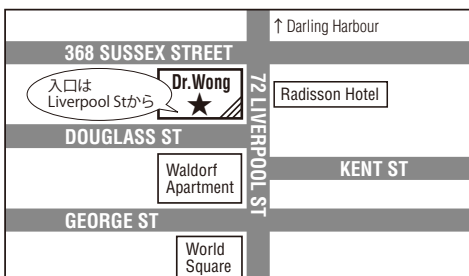 ↑ Darling Harbour
368 SUSSEX STREET
入口は
Liverpool Stから
Dr.Wong
★
72 LIVERPOOL ST
Radisson Hotel
DOUGLASS ST
Waldorf
Apartment
KENT ST
GEORGE ST
World
Square